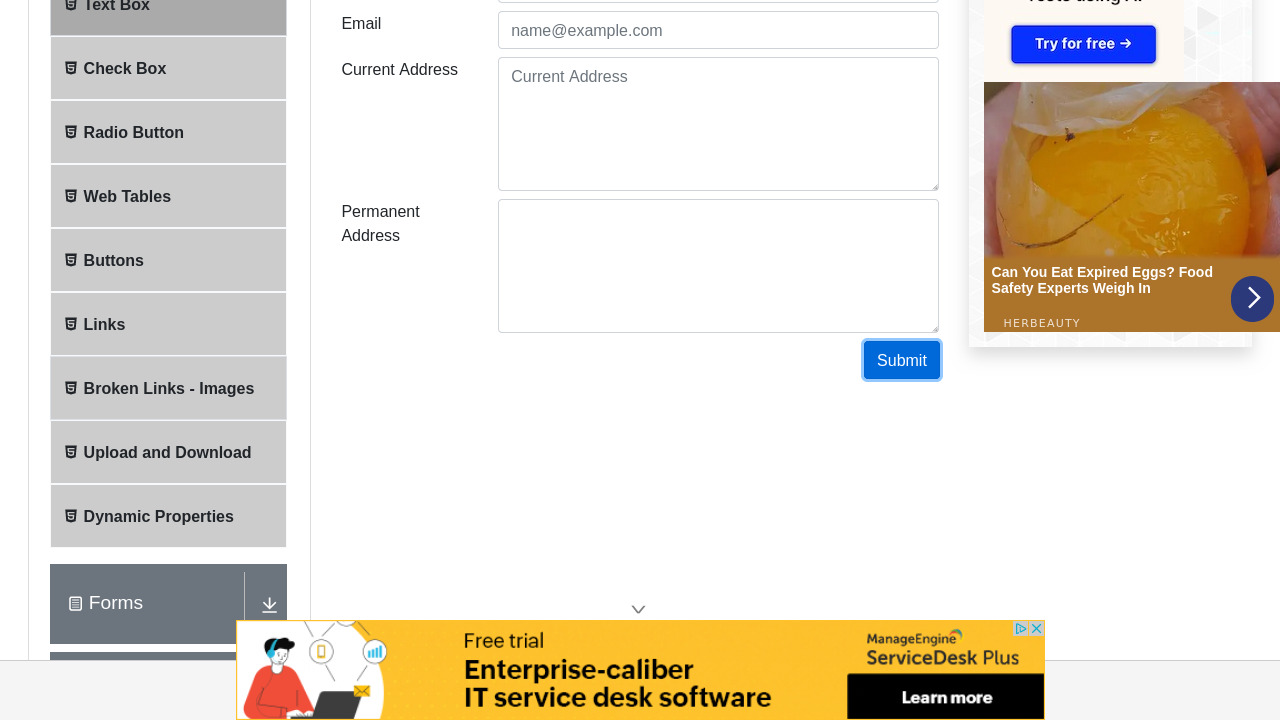 Text Box
Check Box
Radio Button
Web Tables
Buttons
Links
Broken Links - Images
Upload and Download
Dynamic Properties
Forms
Email
name@example.com
Current Address
Current Address
Permanent
Address
Submit
Try for free →
Can You Eat Expired Eggs? Food
Safety Experts Weigh In
HERBEAUTY
Free trial
Enterprise-caliber
IT service desk software
ManageEngine
ServiceDesk Plus
Learn more